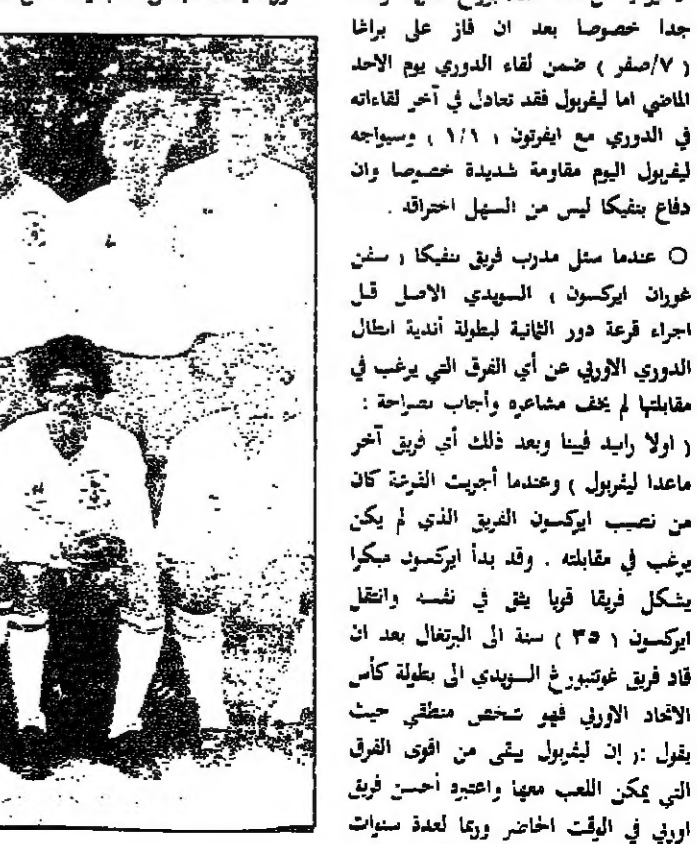 جدا خصوصا بعد ان فاز على براغا
( ٧/صفر ) ضمن لقاء الدوري يوم الاحد
الماضي اما ليفربول فقد تعادل في آخر لقاءاته
في الدوري مع ايفرتون ( ١/١ ) وسيواجه
ليفربول اليوم مقاومة شديدة خصوصا وان
دفاع بنفيكا ليس من السهل اختراقه .
○ عندما سئل مدرب فريق بنفيكا ( سفن
غوران ايركسون ) السويدي الاصل قبل
اجراء قرعة دور الثانية لبطولة أندية ابطال
الدوري الاوربي عن أي الفرق التي يرغب في
مقابلتها لم يخف مشاعره وأجاب بصراحة :
( اولا رابيد فيينا وبعد ذلك أي فريق آخر
ماعدا ليفربول ) وعندما أجريت القرعة كان
من نصيب ايركسون الفريق الذي لم يكن
يرغب في مقابلته . وقد بدأ ايركسون مبكرا
يشكل فريقا قويا يثق في نفسه وانتقل
ايركسون ( ٣٥ ) سنة الى البرتغال بعد ان
قاد فريق غوتنبورغ السويدي الى بطولة كأس
الاتحاد الاوربي فهو شخص منطقي حيث
يقول :( إن ليفربول يبقى من اقوى الفرق
التي يمكن اللعب معها واعتبره أحسن فريق
اوربي في الوقت الحاضر وربما لعدة سنوات